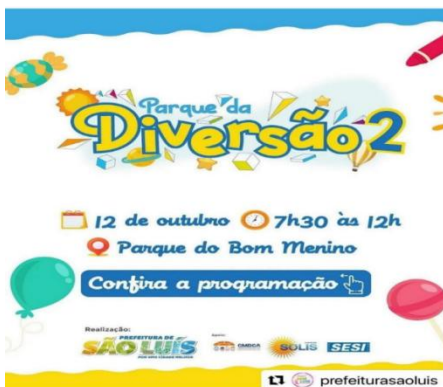 Parque da
Diversão 2
12 de outubro 7h30 às 12h
Parque do Bom Menino
Confira a programação
Realização:
PREFEITURA DE
SÃO LUÍS
CMDCA
SOLIS
SESI
prefeiturasaoluis